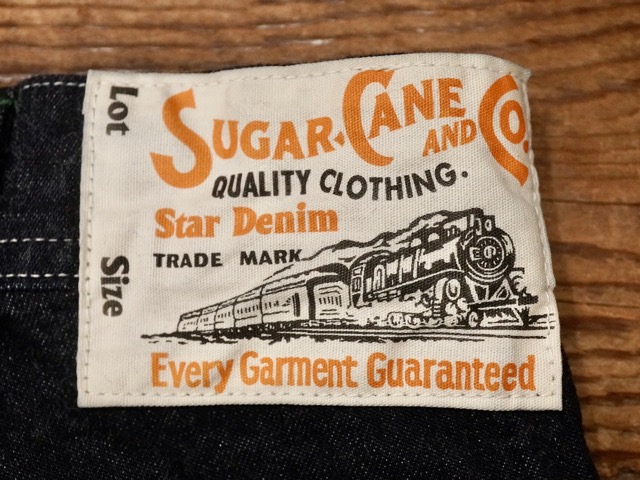 Lot
Size
SUGAR CANE AND CO.
QUALITY CLOTHING.
Star Denim
TRADE MARK
Every Garment Guaranteed